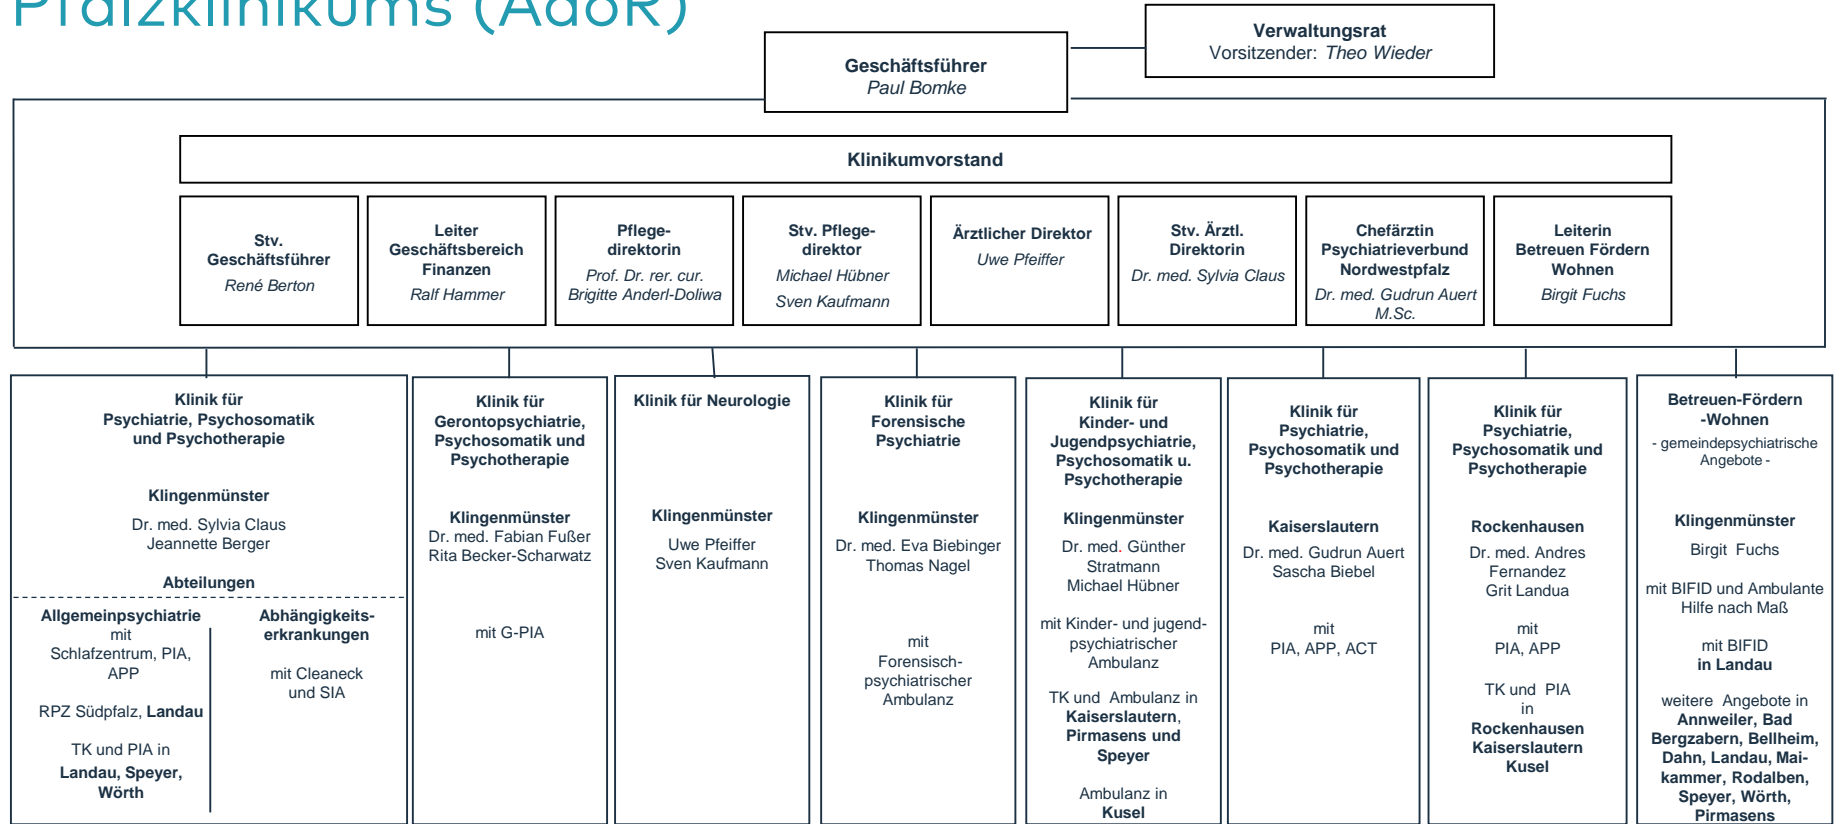 Pfalzklinikums (AdöR)
Verwaltungsrat
Vorsitzender: Theo Wieder
Geschäftsführer
Paul Bomke
Klinikumvorstand
Stv.
Geschäftsführer
René Berton
Leiter
Geschäftsbereich
Finanzen
Ralf Hammer
Pflege-
direktorin
Prof. Dr. rer. cur.
Brigitte Anderl-Doliwa
Stv. Pflege-
direktor
Michael Hübner
Sven Kaufmann
Ärztlicher Direktor
Uwe Pfeiffer
Stv. Ärztl.
Direktorin
Dr. med. Sylvia Claus
Chefärztin
Psychiatrieverbund
Nordwestpfalz
Dr. med. Gudrun Auert
M.Sc.
Leiterin
Betreuen Fördern
Wohnen
Birgit Fuchs
Klinik für
Psychiatrie, Psychosomatik
und Psychotherapie
Klingenmünster
Dr. med. Sylvia Claus
Jeannette Berger
Abteilungen
Allgemeinpsychiatrie
mit
Schlafzentrum, PIA,
APP
RPZ Südpfalz, Landau
TK und PIA in
Landau, Speyer,
Wörth
Abhängigkeits-
erkrankungen
mit Cleaneck
und SIA
Klinik für
Gerontopsychiatrie,
Psychosomatik und
Psychotherapie
Klingenmünster
Dr. med. Fabian Fußer
Rita Becker-Scharwatz
mit G-PIA
Klinik für Neurologie
Klingenmünster
Uwe Pfeiffer
Sven Kaufmann
Klinik für
Forensische
Psychiatrie
Klingenmünster
Dr. med. Eva Biebinger
Thomas Nagel
mit
Forensisch-
psychiatrischer
Ambulanz
Klinik für
Kinder- und
Jugendpsychiatrie,
Psychosomatik u.
Psychotherapie
Klingenmünster
Dr. med. Günther
Stratmann
Michael Hübner
mit Kinder- und jugend-
psychiatrischer
Ambulanz
TK und Ambulanz in
Kaiserslautern,
Pirmasens und
Speyer
Ambulanz in
Kusel
Klinik für
Psychiatrie,
Psychosomatik und
Psychotherapie
Kaiserslautern
Dr. med. Gudrun Auert
Sascha Biebel
mit
PIA, APP, ACT
Klinik für
Psychiatrie,
Psychosomatik und
Psychotherapie
Rockenhausen
Dr. med. Andres
Fernandez
Grit Landua
mit
PIA, APP
TK und PIA
in
Rockenhausen
Kaiserslautern
Kusel
Betreuen-Fördern
-Wohnen
- gemeindepsychiatrische
Angebote -
Klingenmünster
Birgit Fuchs
mit BIFID und Ambulante
Hilfe nach Maß
mit BIFID
in Landau
weitere Angebote in
Annweiler, Bad
Bergzabern, Bellheim,
Dahn, Landau, Mai-
kammer, Rodalben,
Speyer, Wörth,
Pirmasens